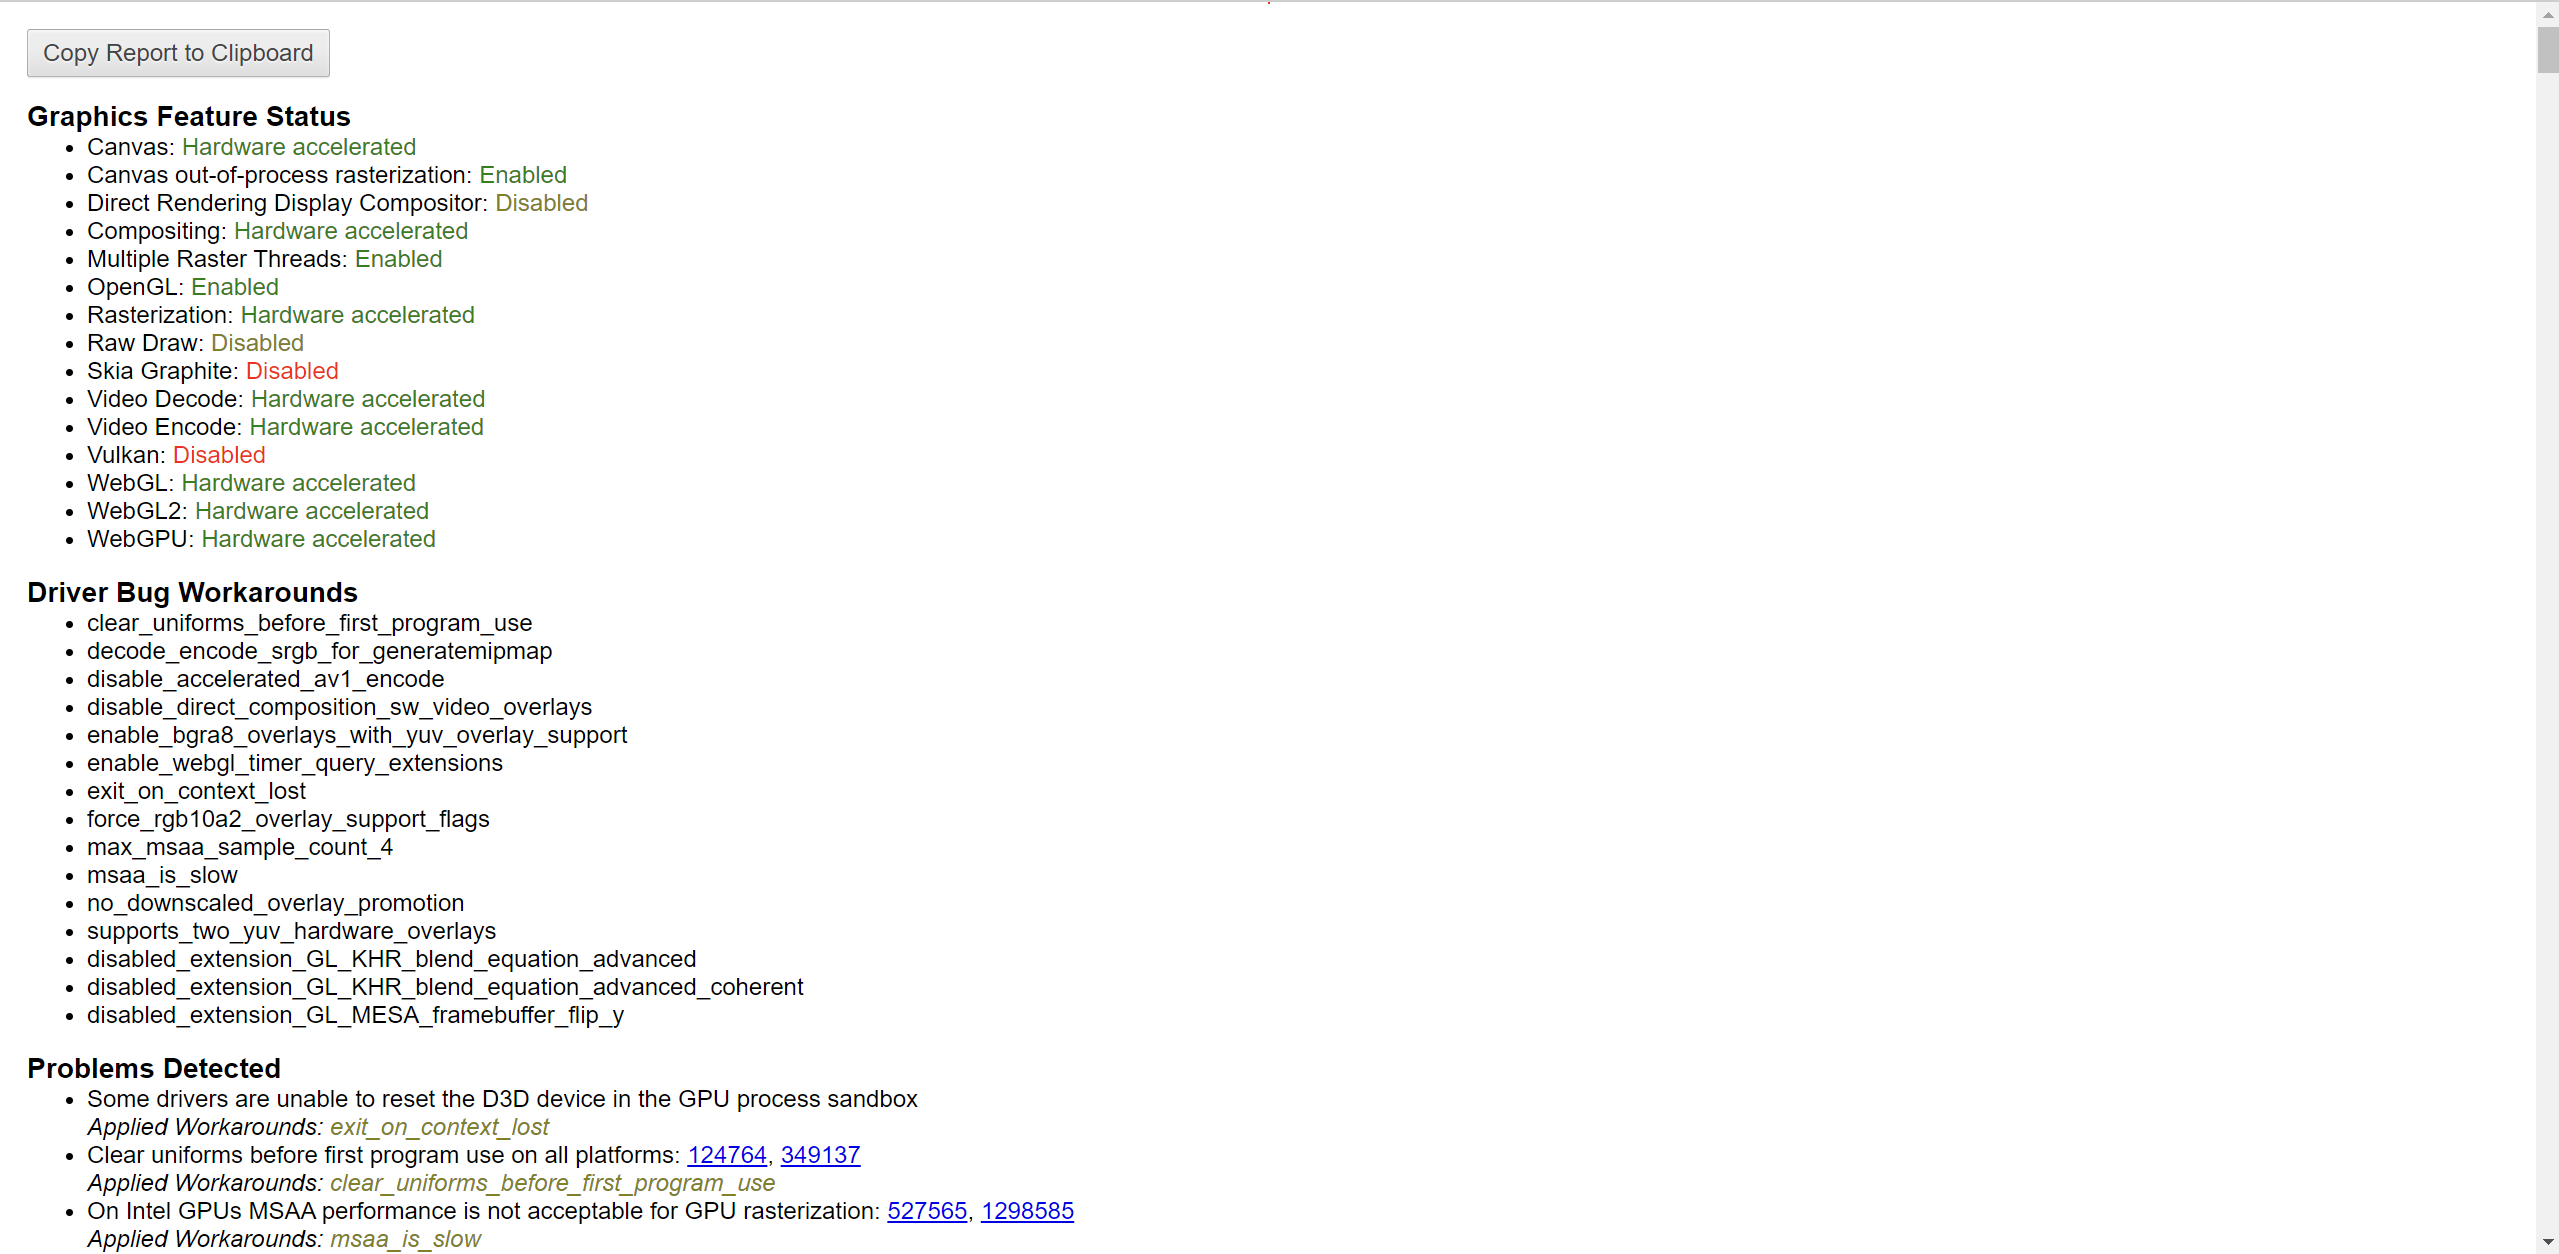 Copy Report to Clipboard
Graphics Feature Status
Canvas: Hardware accelerated
Canvas out-of-process rasterization: Enabled
Direct Rendering Display Compositor: Disabled
Compositing: Hardware accelerated
Multiple Raster Threads: Enabled
OpenGL: Enabled
Rasterization: Hardware accelerated
Raw Draw: Disabled
Skia Graphite: Disabled
Video Decode: Hardware accelerated
Video Encode: Hardware accelerated
Vulkan: Disabled
WebGL: Hardware accelerated
WebGL2: Hardware accelerated
WebGPU: Hardware accelerated
Driver Bug Workarounds
clear_uniforms_before_first_program_use
decode_encode_srgb_for_generatemipmap
disable_accelerated_av1_encode
disable_direct_composition_sw_video_overlays
enable_bgra8_overlays_with_yuv_overlay_support
enable_webgl_timer_query_extensions
exit_on_context_lost
force_rgb10a2_overlay_support_flags
max_msaa_sample_count_4
msaa_is_slow
no_downscaled_overlay_promotion
supports_two_yuv_hardware_overlays
disabled_extension_GL_KHR_blend_equation_advanced
disabled_extension_GL_KHR_blend_equation_advanced_coherent
disabled_extension_GL_MESA_framebuffer_flip_y
Problems Detected
Some drivers are unable to reset the D3D device in the GPU process sandbox
Applied Workarounds: exit_on_context_lost
Clear uniforms before first program use on all platforms: 124764, 349137
Applied Workarounds: clear_uniforms_before_first_program_use
On Intel GPUs MSAA performance is not acceptable for GPU rasterization: 527565, 1298585
Applied Workarounds: msaa_is_slow